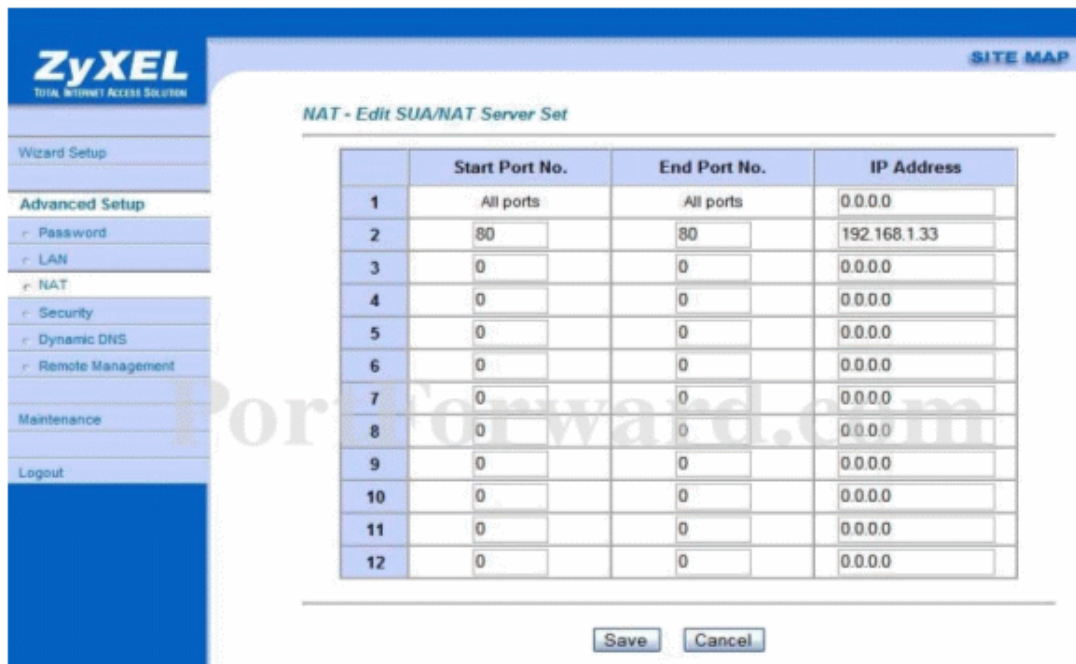 ZyXEL
TOTAL INTERNET ACCESS SOLUTION
SITE MAP
Wizard Setup
Advanced Setup
Password
LAN
NAT
Security
Dynamic DNS
Remote Management
Maintenance
Logout
NAT - Edit SUA/NAT Server Set
Start Port No. End Port No. IP Address
1 All ports All ports 0.0.0.0
2 80 80 192.168.1.33
3 0 0 0.0.0.0
4 0 0 0.0.0.0
5 0 0 0.0.0.0
6 0 0 0.0.0.0
7 0 0 0.0.0.0
8 0 0 0.0.0.0
9 0 0 0.0.0.0
10 0 0 0.0.0.0
11 0 0 0.0.0.0
12 0 0 0.0.0.0
PortForward.com
Save Cancel